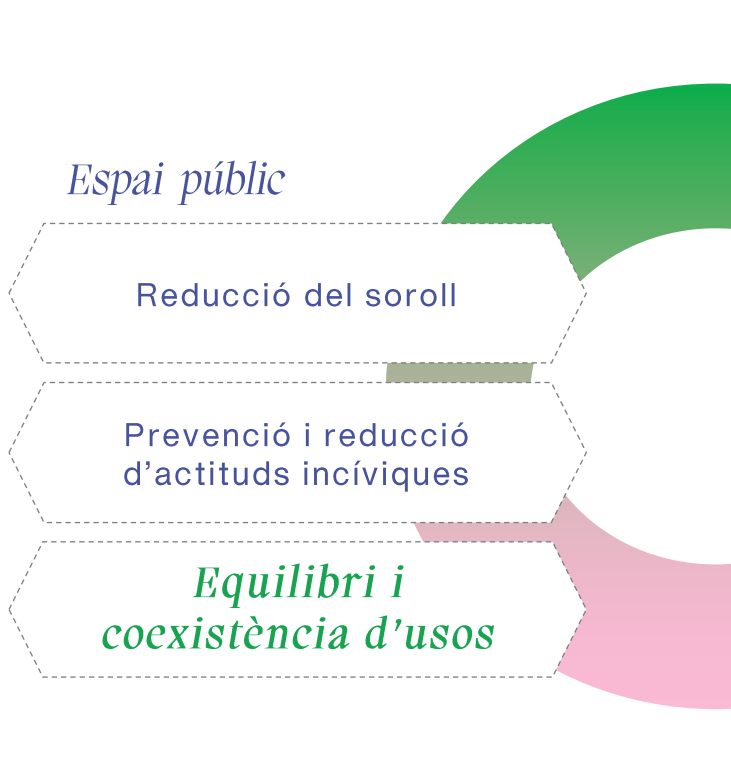 Espai públic
Reducció del soroll
Prevenció i reducció
d’actituds incíviques
Equilibri i
coexistència d’usos